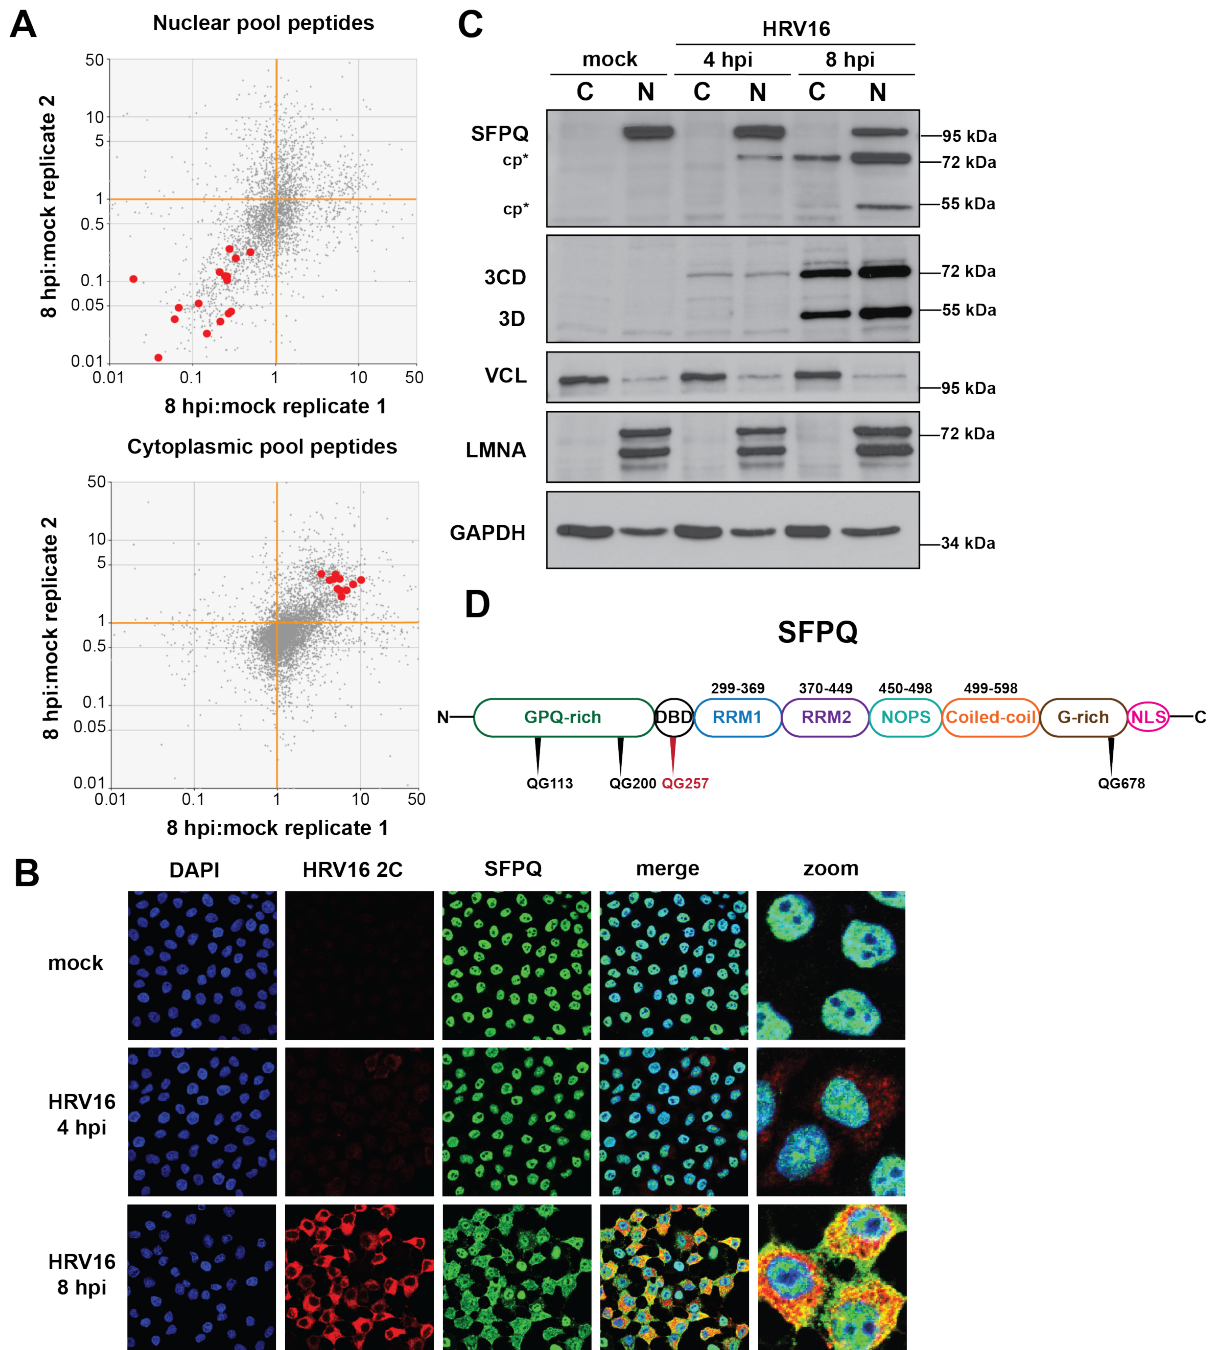 A
Nuclear pool peptides
50
10
5
1
0.5
0.1
0.05
0.01
8 hpi:mock replicate 2
0.01
0.1
1
10
50
8 hpi:mock replicate 1
Cytoplasmic pool peptides
50
10
5
1
0.5
0.1
0.05
0.01
8 hpi:mock replicate 2
0.01
0.1
1
10
50
8 hpi:mock replicate 1
C
HRV16
mock 4 hpi 8 hpi
C N C N C N
SFPQ
cp*
cp*
95 kDa
72 kDa
55 kDa
3CD
3D
72 kDa
55 kDa
VCL
95 kDa
LMNA
72 kDa
GAPDH
34 kDa
D
SFPQ
299-369 370-449 450-498 499-598
N GPQ-rich DBD RRM1 RRM2 NOPS Coiled-coil G-rich NLS C
QG113 QG200 QG257 QG678
B
DAPI HRV16 2C SFPQ merge zoom
mock
HRV16
4 hpi
HRV16
8 hpi